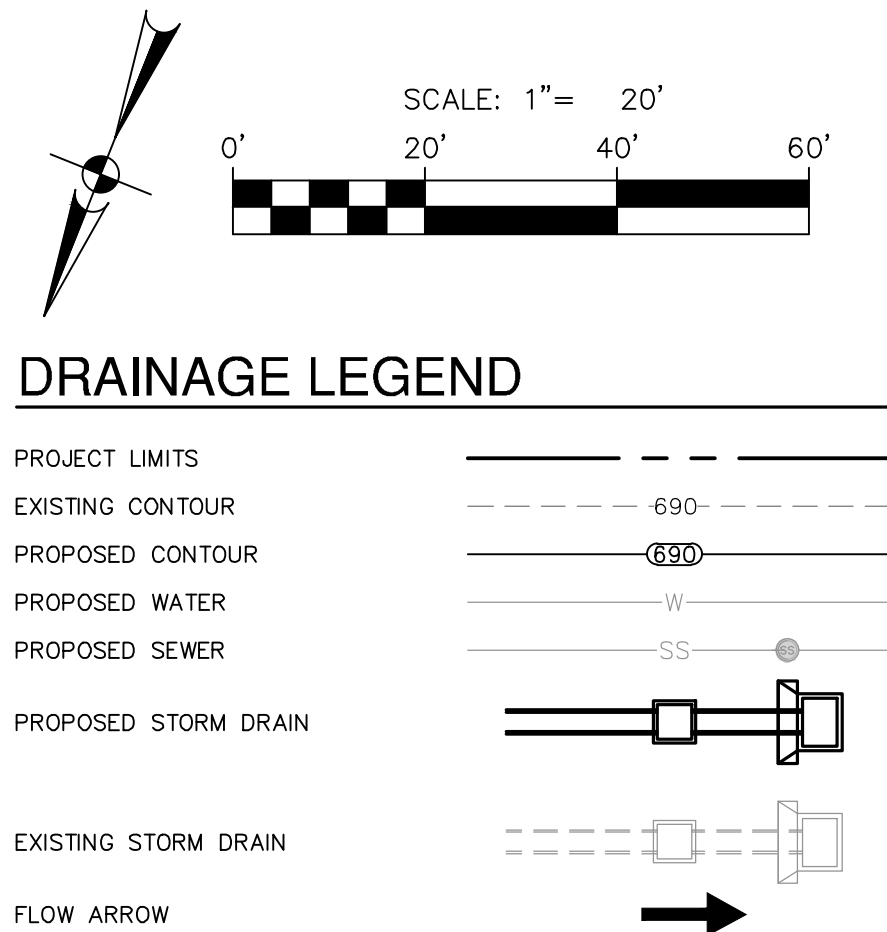 SCALE: 1"= 20'
0' 20' 40' 60'
DRAINAGE LEGEND
PROJECT LIMITS
EXISTING CONTOUR 690
PROPOSED CONTOUR 690
PROPOSED WATER W
PROPOSED SEWER SS SS
PROPOSED STORM DRAIN
EXISTING STORM DRAIN
FLOW ARROW